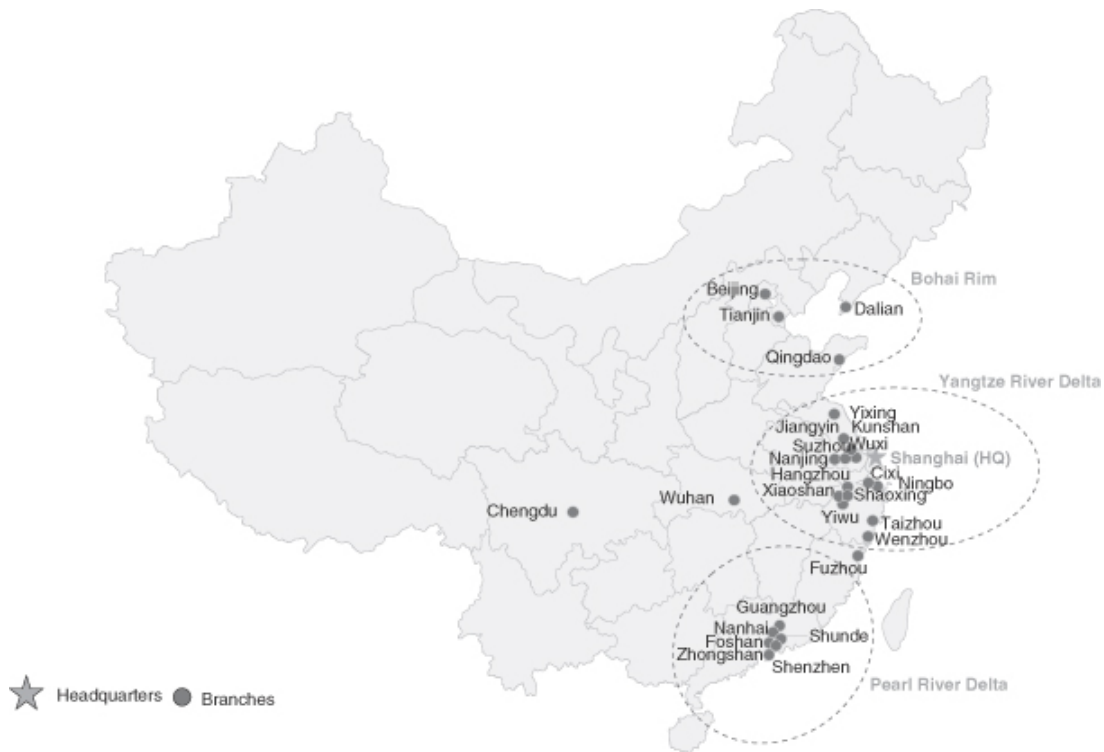 Bohai Rim
Beijing
Tianjin
Dalian
Qingdao
Yangtze River Delta
Yixing
Jiangyin
Kunshan
Suzhou
Wuxi
Nanjing
Shanghai (HQ)
Hangzhou
Cixi
Ningbo
Xiaoshan
Shaoxing
Wuhan
Chengdu
Yiwu
Taizhou
Wenzhou
Fuzhou
Guangzhou
Nanhai
Shunde
Foshan
Zhongshan
Shenzhen
Pearl River Delta
Headquarters
Branches